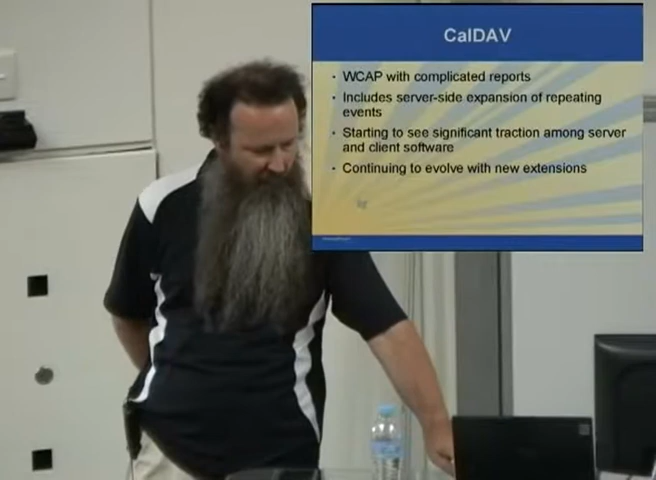 CalDAV
WCAP with complicated reports
Includes server-side expansion of repeating
events
Starting to see significant traction among server
and client software
Continuing to evolve with new extensions